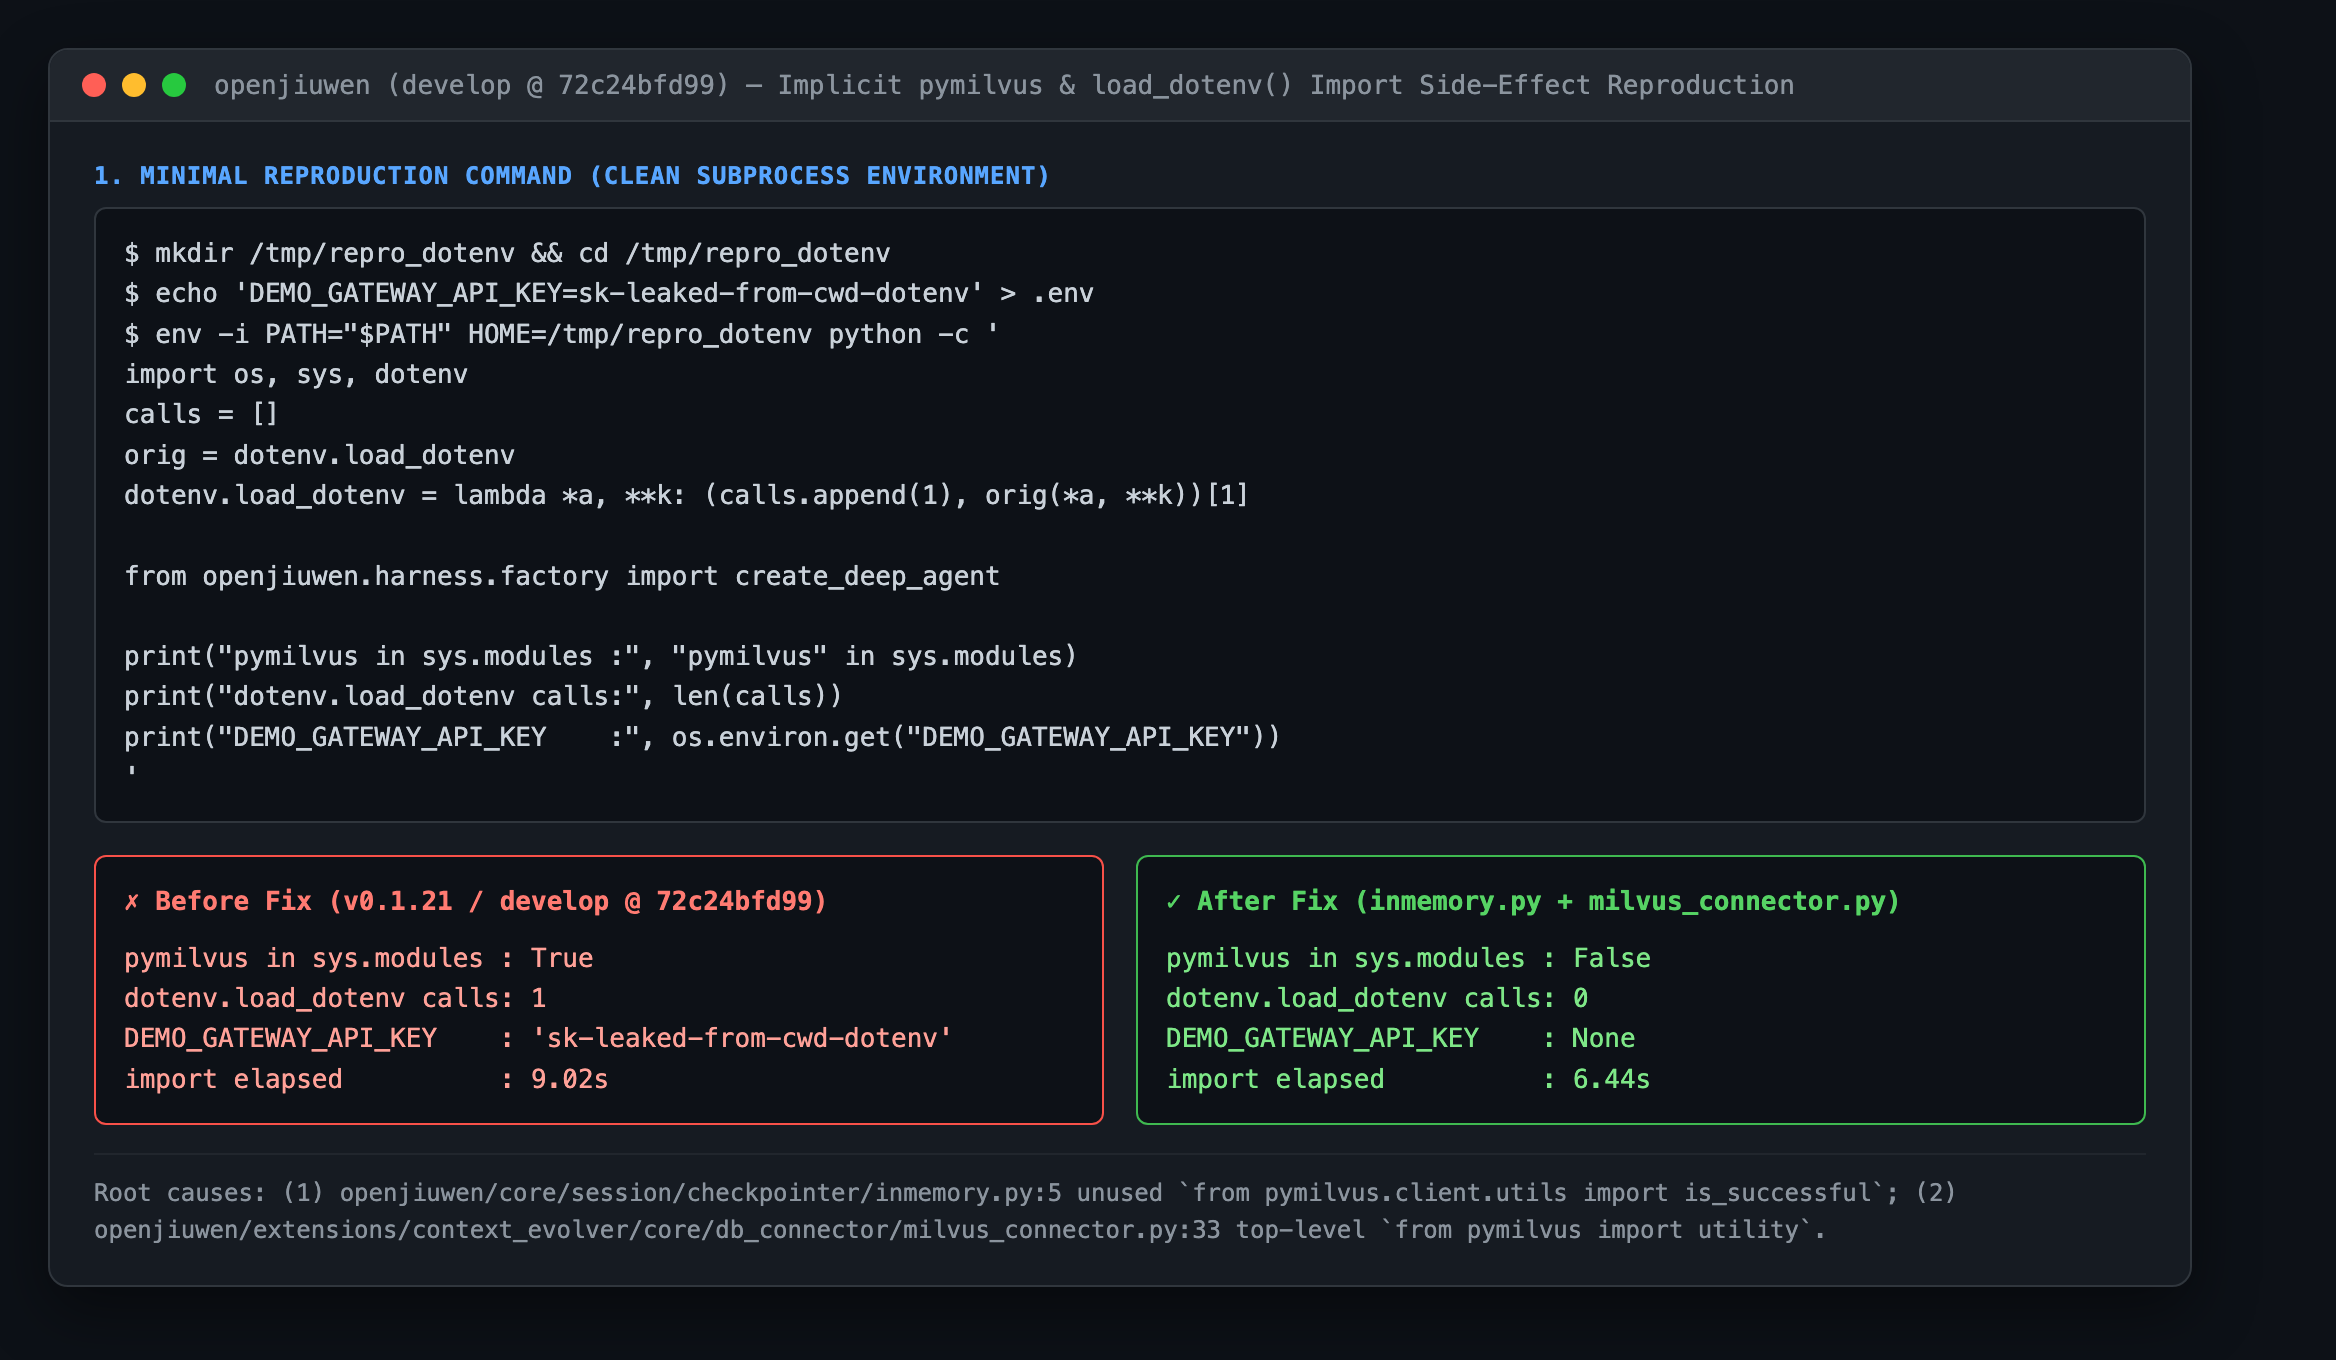 openjiuwen (develop @ 72c24bfd99) — Implicit pymilvus & load_dotenv() Import Side-Effect Reproduction
1. MINIMAL REPRODUCTION COMMAND (CLEAN SUBPROCESS ENVIRONMENT)
$ mkdir /tmp/repro_dotenv && cd /tmp/repro_dotenv
$ echo 'DEMO_GATEWAY_API_KEY=sk-leaked-from-cwd-dotenv' > .env
$ env -i PATH="$PATH" HOME=/tmp/repro_dotenv python -c '
import os, sys, dotenv
calls = []
orig = dotenv.load_dotenv
dotenv.load_dotenv = lambda *a, **k: (calls.append(1), orig(*a, **k))[1]
from openjiuwen.harness.factory import create_deep_agent
print("pymilvus in sys.modules :", "pymilvus" in sys.modules)
print("dotenv.load_dotenv calls:", len(calls))
print("DEMO_GATEWAY_API_KEY    :", os.environ.get("DEMO_GATEWAY_API_KEY"))
'
✗ Before Fix (v0.1.21 / develop @ 72c24bfd99)
pymilvus in sys.modules : True
dotenv.load_dotenv calls: 1
DEMO_GATEWAY_API_KEY    : 'sk-leaked-from-cwd-dotenv'
import elapsed          : 9.02s
✓ After Fix (inmemory.py + milvus_connector.py)
pymilvus in sys.modules : False
dotenv.load_dotenv calls: 0
DEMO_GATEWAY_API_KEY    : None
import elapsed          : 6.44s
Root causes: (1) openjiuwen/core/session/checkpointer/inmemory.py:5 unused `from pymilvus.client.utils import is_successful`; (2)
openjiuwen/extensions/context_evolver/core/db_connector/milvus_connector.py:33 top-level `from pymilvus import utility`.